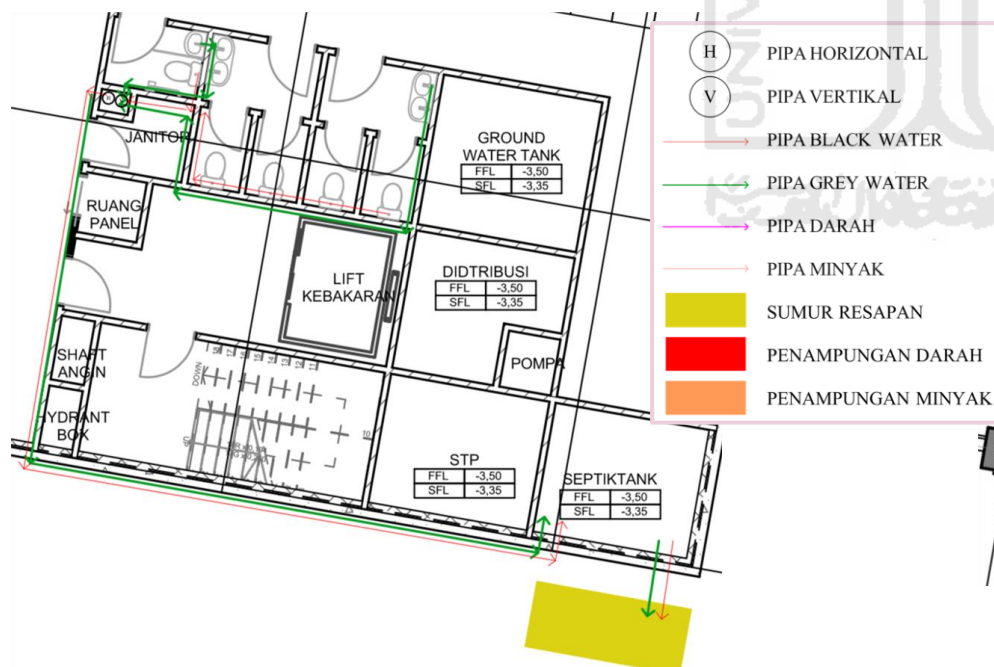 JANITOR
RUANG
PANEL
LIFT
KEBAKARAN
SHAFT
ANGIN
HYDRANT
BOX
DOWN
UP
GROUND
WATER TANK
FFL -3,50
SFL -3,35
DIDTRIBUSI
FFL -3,50
SFL -3,35
POMPA
STP
FFL -3,50
SFL -3,35
SEPTIKTANK
FFL -3,50
SFL -3,35
H PIPA HORIZONTAL
V PIPA VERTIKAL
PIPA BLACK WATER
PIPA GREY WATER
PIPA DARAH
PIPA MINYAK
SUMUR RESAPAN
PENAMPUNGAN DARAH
PENAMPUNGAN MINYAK